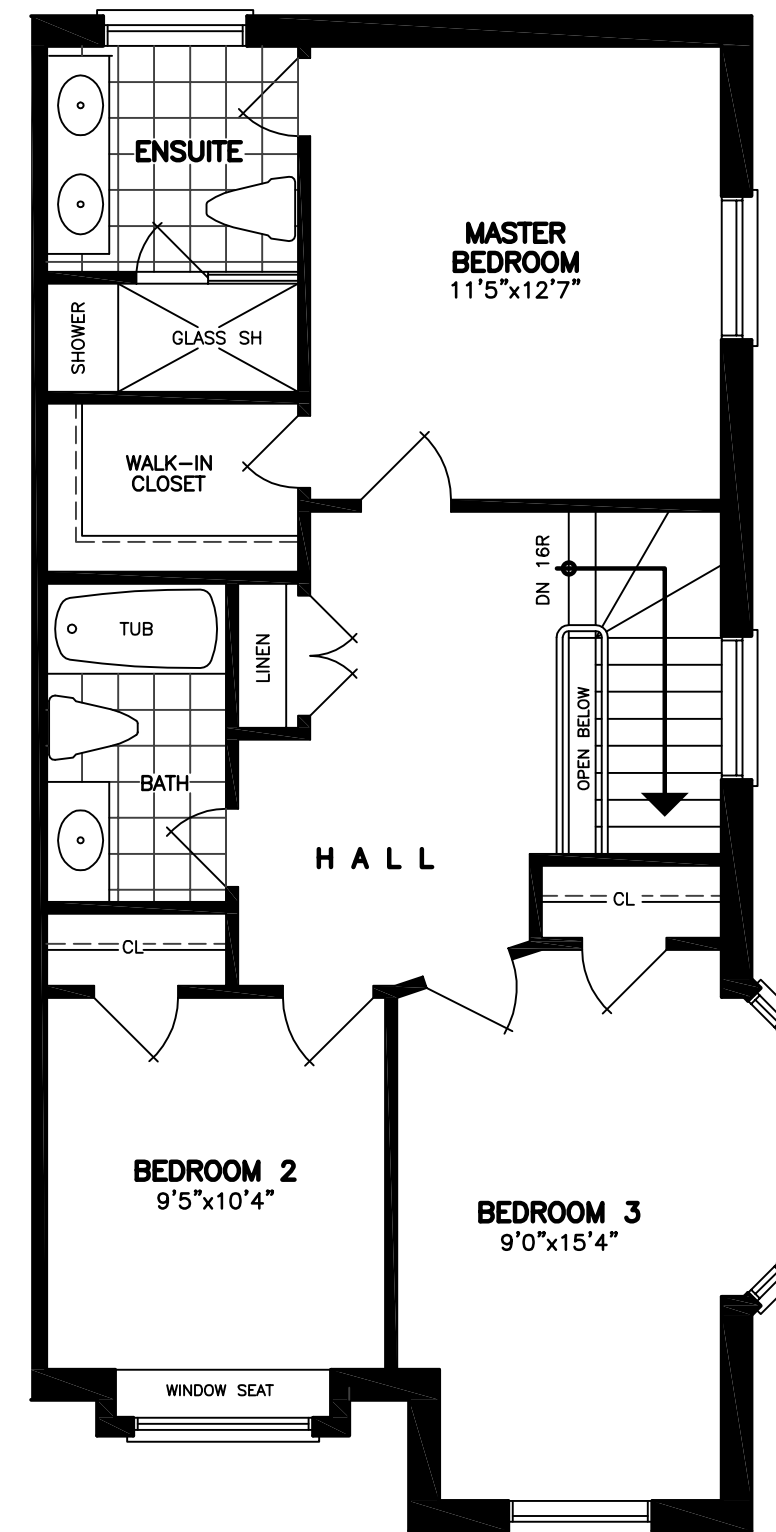 ENSUITE
MASTER
BEDROOM
11'5"x12'7"
SHOWER
GLASS SH
WALK-IN
CLOSET
DN 16R
TUB
LINEN
OPEN BELOW
BATH
HALL
CL
CL
BEDROOM 2
9'5"x10'4"
BEDROOM 3
9'0"x15'4"
WINDOW SEAT